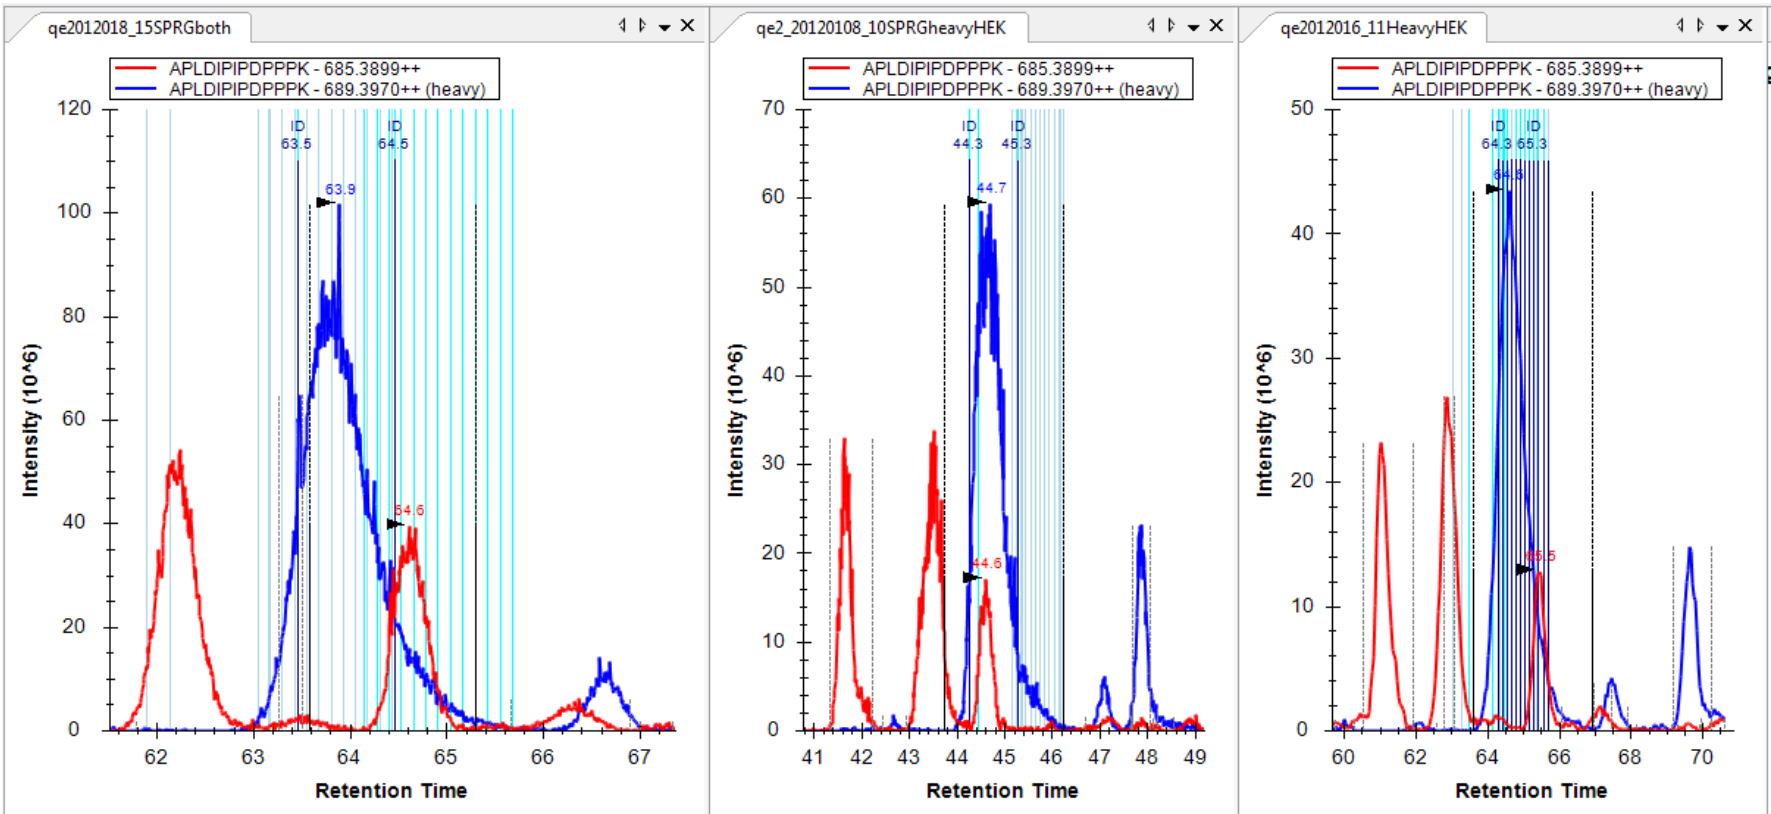 qe2012018_15SPRGboth
APLDIPIPDPPPK - 685.3899++
APLDIPIPDPPPK - 689.3970++ (heavy)
120
100
80
60
40
20
0
ID
63.5
ID
64.5
63.9
64.6
Intensity (10^6)
62
63
64
65
66
67
Retention Time
qe2_20120108_10SPRGheavyHEK
APLDIPIPDPPPK - 685.3899++
APLDIPIPDPPPK - 689.3970++ (heavy)
70
60
50
40
30
20
10
0
ID
44.3
ID
45.3
44.7
44.6
Intensity (10^6)
41
42
43
44
45
46
47
48
49
Retention Time
qe2012016_11HeavyHEK
APLDIPIPDPPPK - 685.3899++
APLDIPIPDPPPK - 689.3970++ (heavy)
50
40
30
20
10
0
ID
64.3
ID
65.3
64.6
65.5
Intensity (10^6)
60
62
64
66
68
70
Retention Time